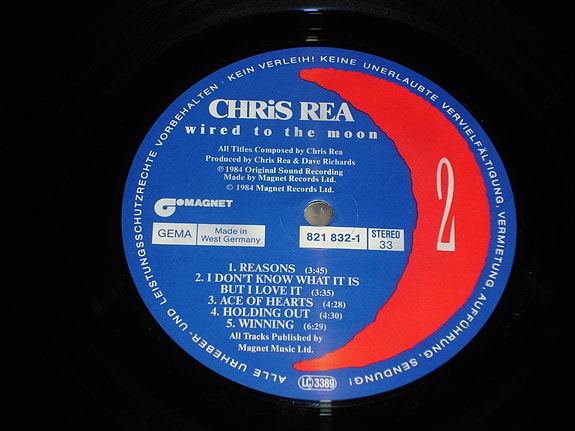 ALLE URHEBER- UND LEISTUNGSSCHUTZRECHTE VORBEHALTEN · KEIN VERLEIH! KEINE UNERLAUBTE VERVIELFÄLTIGUNG, VERMIETUNG, AUFFÜHRUNG, SENDUNG!
CHRiS REA
wired to the moon
All Titles Composed by Chris Rea
Produced by Chris Rea & Dave Richards
℗ 1984 Original Sound Recording
Made by Magnet Records Ltd.
© 1984 Magnet Records Ltd.
2
MAGNET
GEMA
Made in
West Germany
821 832-1
STEREO
33
1. REASONS (3:45)
2. I DON'T KNOW WHAT IT IS
BUT I LOVE IT (3:35)
3. ACE OF HEARTS (4:28)
4. HOLDING OUT (4:30)
5. WINNING (6:29)
All Tracks Published by
Magnet Music Ltd.
LC 3389